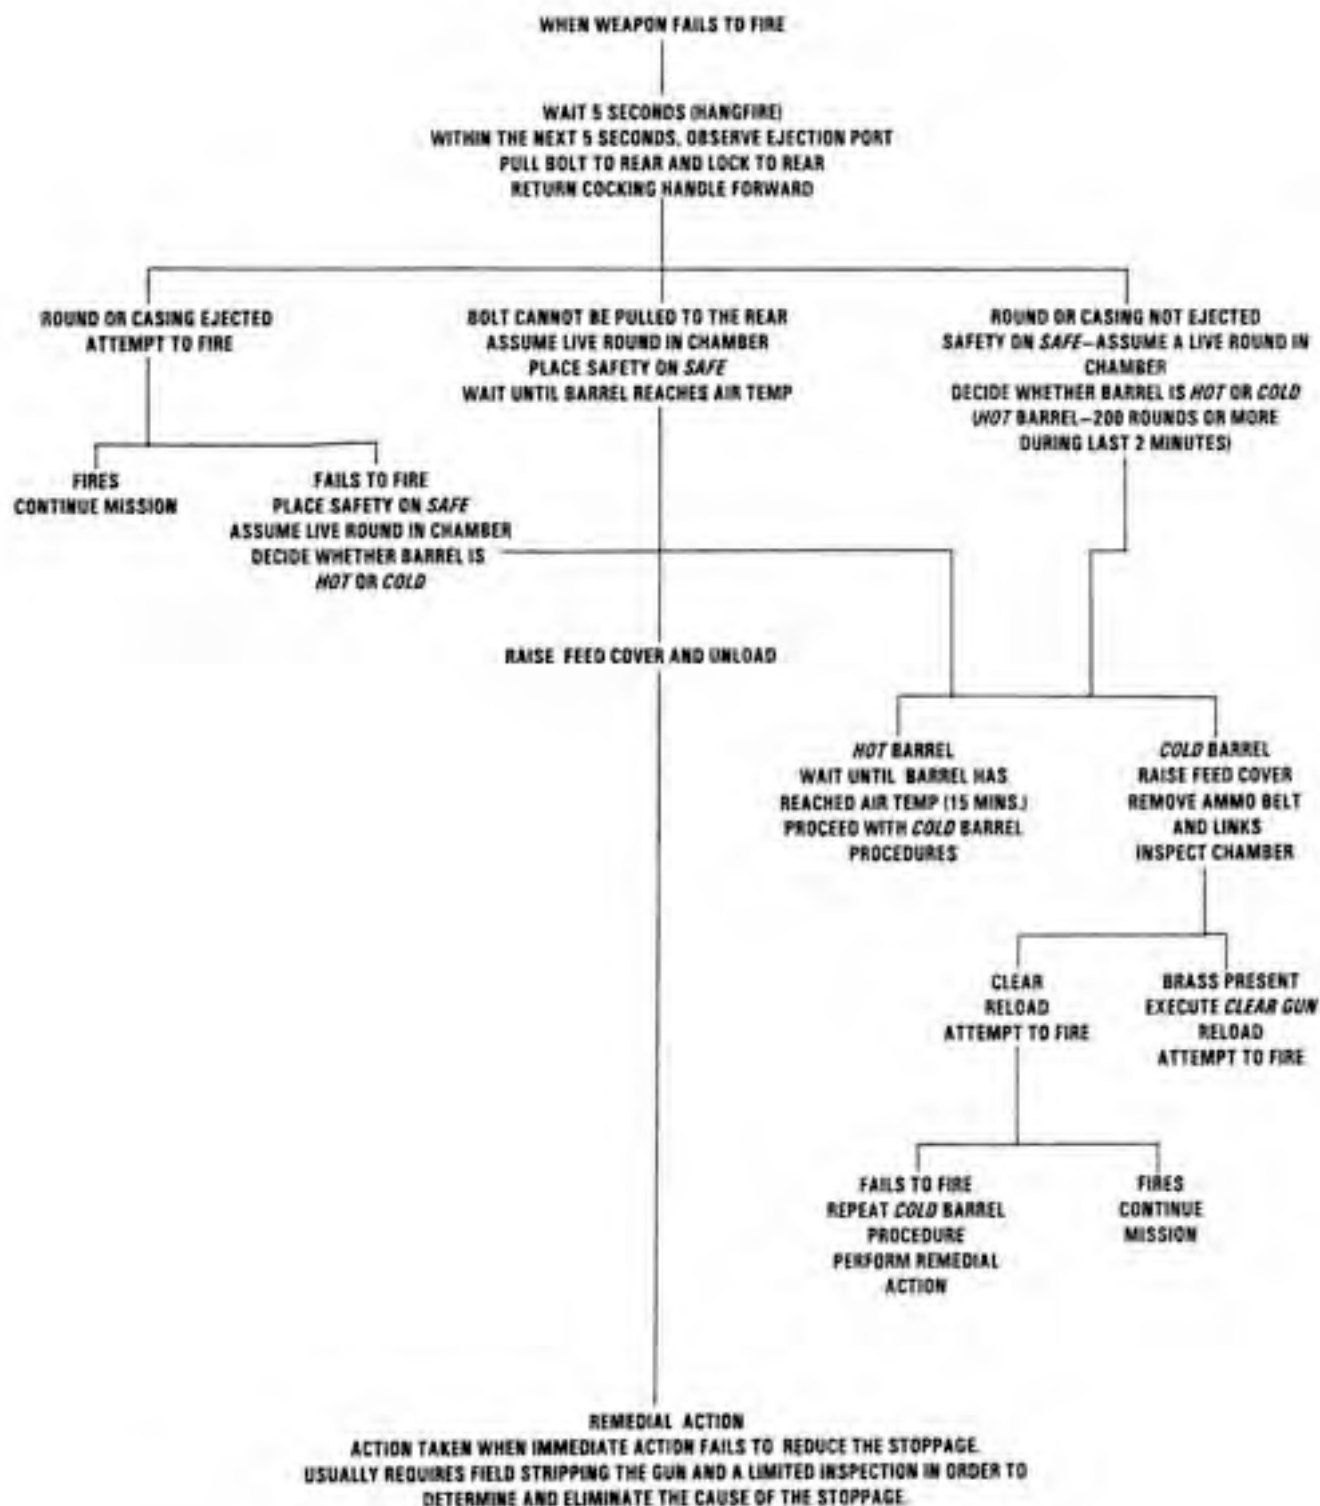 WHEN WEAPON FAILS TO FIRE
WAIT 5 SECONDS (HANGFIRE)
WITHIN THE NEXT 5 SECONDS, OBSERVE EJECTION PORT
PULL BOLT TO REAR AND LOCK TO REAR
RETURN COCKING HANDLE FORWARD
ROUND OR CASING EJECTED
ATTEMPT TO FIRE
FIRES
CONTINUE MISSION
FAILS TO FIRE
PLACE SAFETY ON SAFE
ASSUME LIVE ROUND IN CHAMBER
DECIDE WHETHER BARREL IS
HOT OR COLD
BOLT CANNOT BE PULLED TO THE REAR
ASSUME LIVE ROUND IN CHAMBER
PLACE SAFETY ON SAFE
WAIT UNTIL BARREL REACHES AIR TEMP
RAISE FEED COVER AND UNLOAD
ROUND OR CASING NOT EJECTED
SAFETY ON SAFE—ASSUME A LIVE ROUND IN
CHAMBER
DECIDE WHETHER BARREL IS HOT OR COLD
(HOT BARREL—200 ROUNDS OR MORE
DURING LAST 2 MINUTES)
HOT BARREL
WAIT UNTIL BARREL HAS
REACHED AIR TEMP (15 MINS.)
PROCEED WITH COLD BARREL
PROCEDURES
COLD BARREL
RAISE FEED COVER
REMOVE AMMO BELT
AND LINKS
INSPECT CHAMBER
CLEAR
RELOAD
ATTEMPT TO FIRE
BRASS PRESENT
EXECUTE CLEAR GUN
RELOAD
ATTEMPT TO FIRE
FAILS TO FIRE
REPEAT COLD BARREL
PROCEDURE
PERFORM REMEDIAL
ACTION
FIRES
CONTINUE
MISSION
REMEDIAL ACTION
ACTION TAKEN WHEN IMMEDIATE ACTION FAILS TO REDUCE THE STOPPAGE.
USUALLY REQUIRES FIELD STRIPPING THE GUN AND A LIMITED INSPECTION IN ORDER TO
DETERMINE AND ELIMINATE THE CAUSE OF THE STOPPAGE.